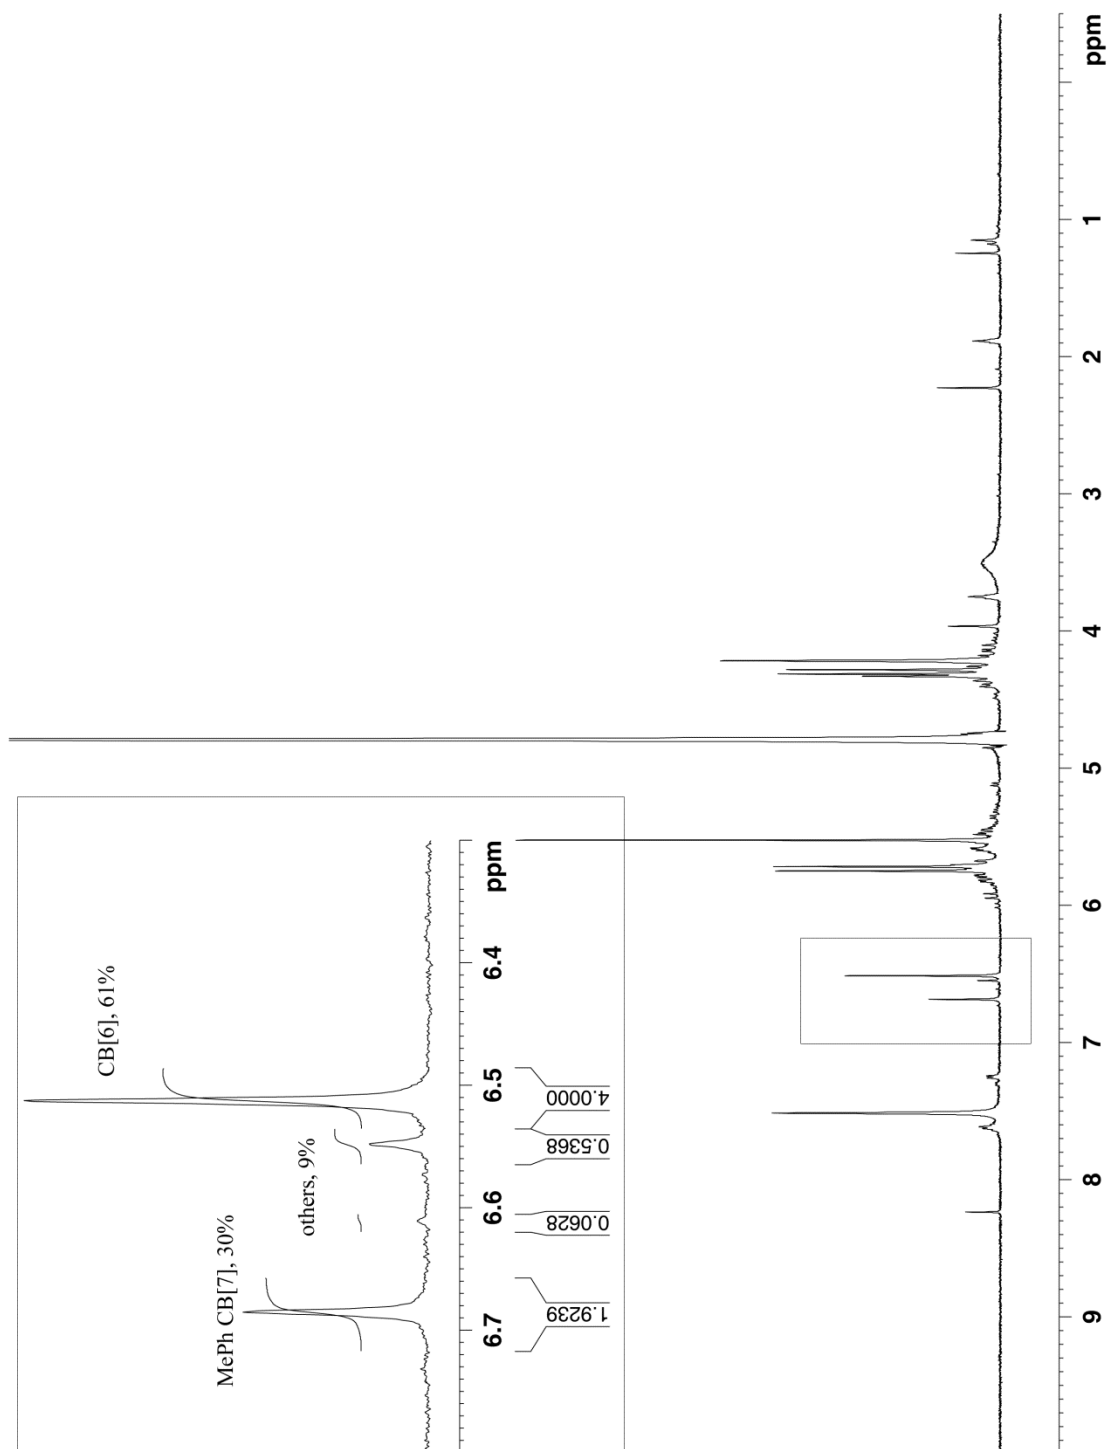 CB[6], 61%
MePh CB[7], 30%
others, 9%
6.7 6.6 6.5 6.4 ppm
1.9239 0.0628 0.5368 4.0000
9 8 7 6 5 4 3 2 1 ppm